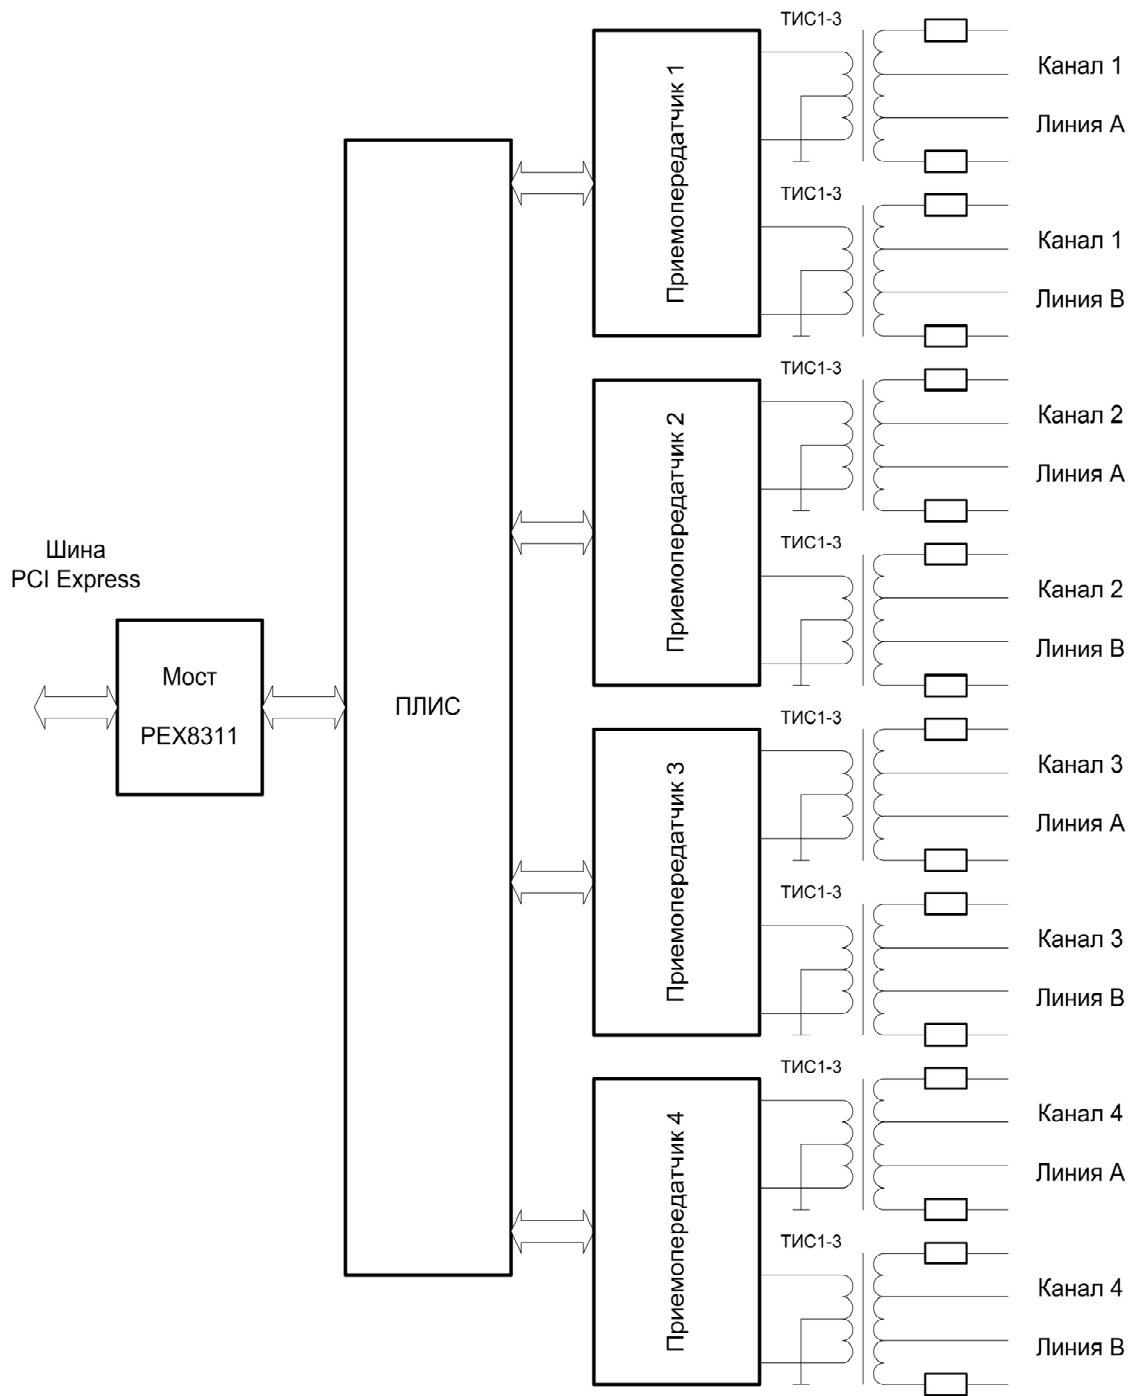 ТИС1-3
Канал 1
Линия А
Приемопередатчик 1
ТИС1-3
Канал 1
Линия В
ТИС1-3
Канал 2
Линия А
Приемопередатчик 2
ТИС1-3
Канал 2
Линия В
Шина
PCI Express
Мост
PEX8311
ПЛИС
ТИС1-3
Канал 3
Линия А
Приемопередатчик 3
ТИС1-3
Канал 3
Линия В
ТИС1-3
Канал 4
Линия А
Приемопередатчик 4
ТИС1-3
Канал 4
Линия В